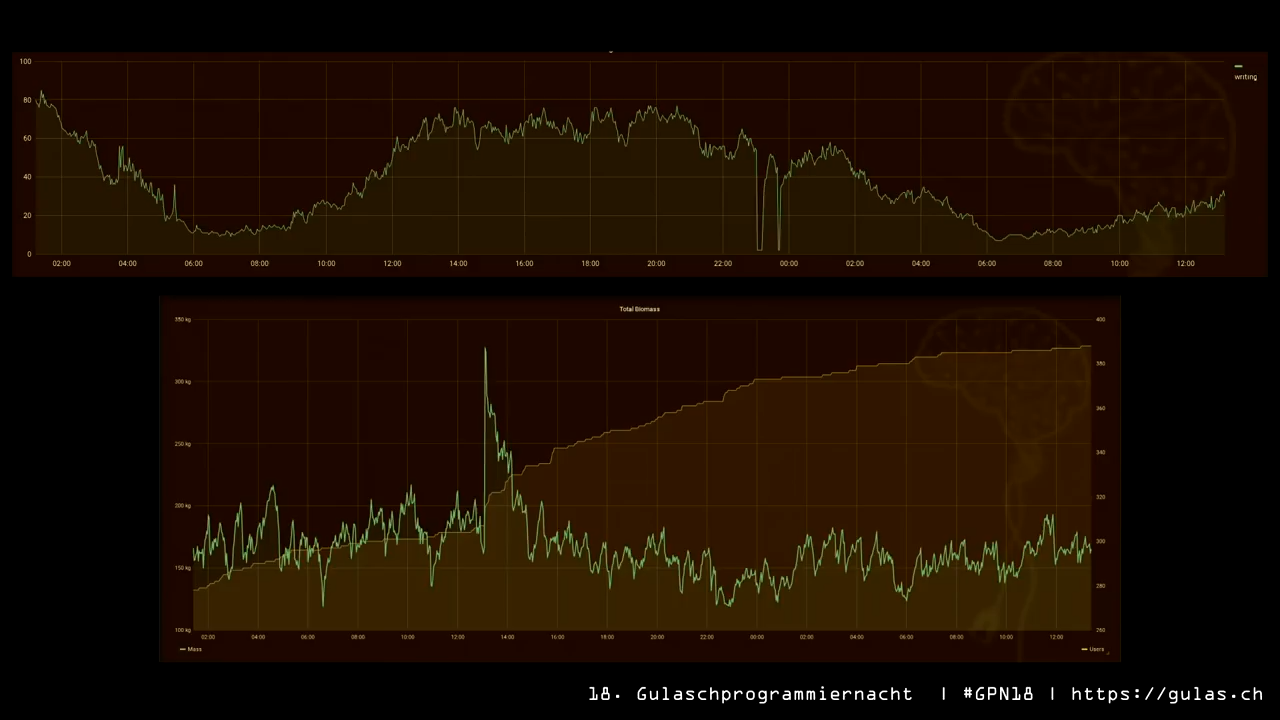 100
80
60
40
20
0
02:00 04:00 06:00 08:00 10:00 12:00 14:00 16:00 18:00 20:00 22:00 00:00 02:00 04:00 06:00 08:00 10:00 12:00
writing
Total Biomass
350 kg
300 kg
250 kg
200 kg
150 kg
100 kg
400
380
360
340
320
300
280
260
02:00 04:00 06:00 08:00 10:00 12:00 14:00 16:00 18:00 20:00 22:00 00:00 02:00 04:00 06:00 08:00 10:00 12:00
Mass
Users
18. Gulaschprogrammiernacht | #GPN18 | https://gulas.ch